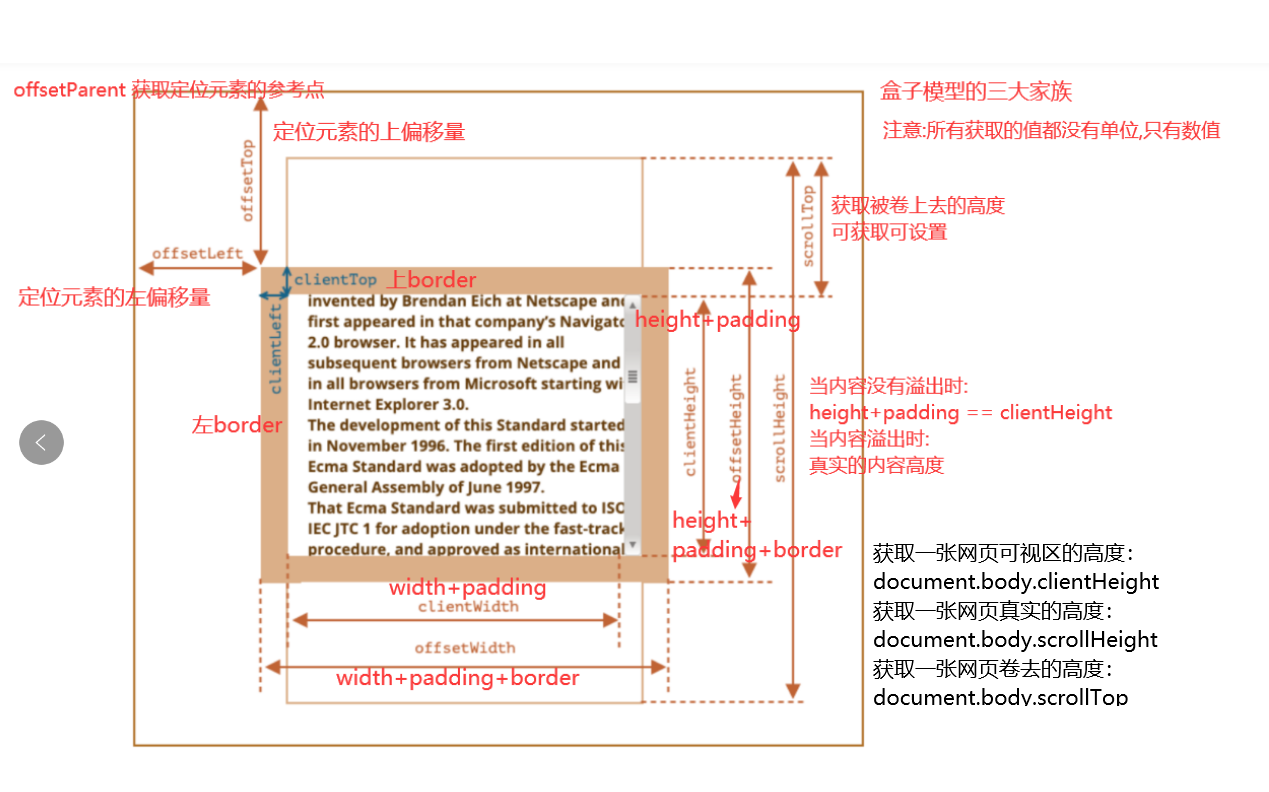 offsetParent 获取定位元素的参考点
盒子模型的三大家族
定位元素的上偏移量
注意:所有获取的值都没有单位,只有数值
offsetTop
scrollTop
获取被卷上去的高度
可获取可设置
offsetLeft
clientTop
上border
定位元素的左偏移量
invented by Brendan Eich at Netscape and
first appeared in that company’s Navigato
2.0 browser. It has appeared in all
subsequent browsers from Netscape and
in all browsers from Microsoft starting wi
Internet Explorer 3.0.
The development of this Standard started
in November 1996. The first edition of this
Ecma Standard was adopted by the Ecma
General Assembly of June 1997.
That Ecma Standard was submitted to ISO
IEC JTC 1 for adoption under the fast-track
procedure, and approved as international
height+padding
clientLeft
左border
clientHeight
offsetHeight
scrollHeight
当内容没有溢出时:
height+padding == clientHeight
当内容溢出时:
真实的内容高度
height+
padding+border
width+padding
clientWidth
offsetWidth
width+padding+border
获取一张网页可视区的高度：
document.body.clientHeight
获取一张网页真实的高度：
document.body.scrollHeight
获取一张网页卷去的高度：
document.body.scrollTop